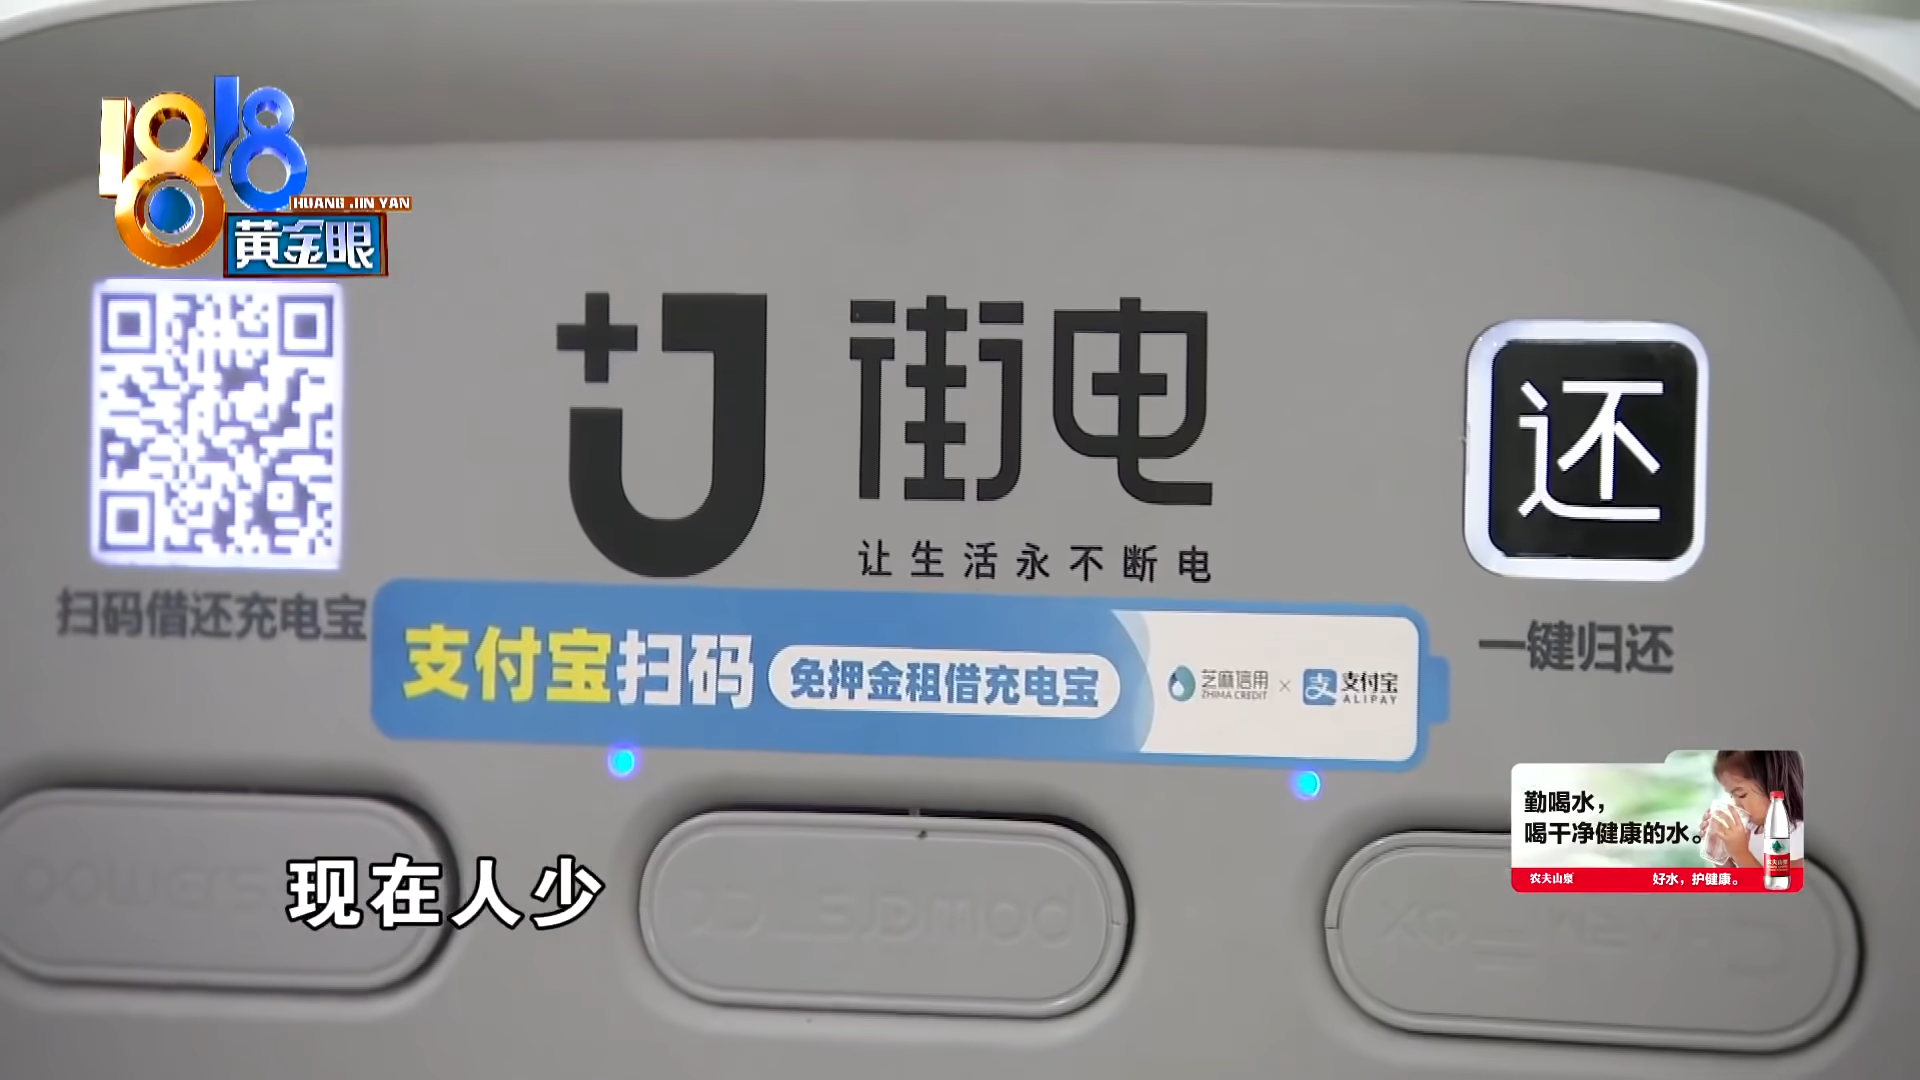 1818
HUANG JIN YAN
黄金眼
街电
还
让生活永不断电
扫码借还充电宝
一键归还
支付宝扫码
免押金租借充电宝
芝麻信用
ZHIMA CREDIT
×
支付宝
ALIPAY
勤喝水，
喝干净健康的水。
农夫山泉
好水，护健康。
现在人少